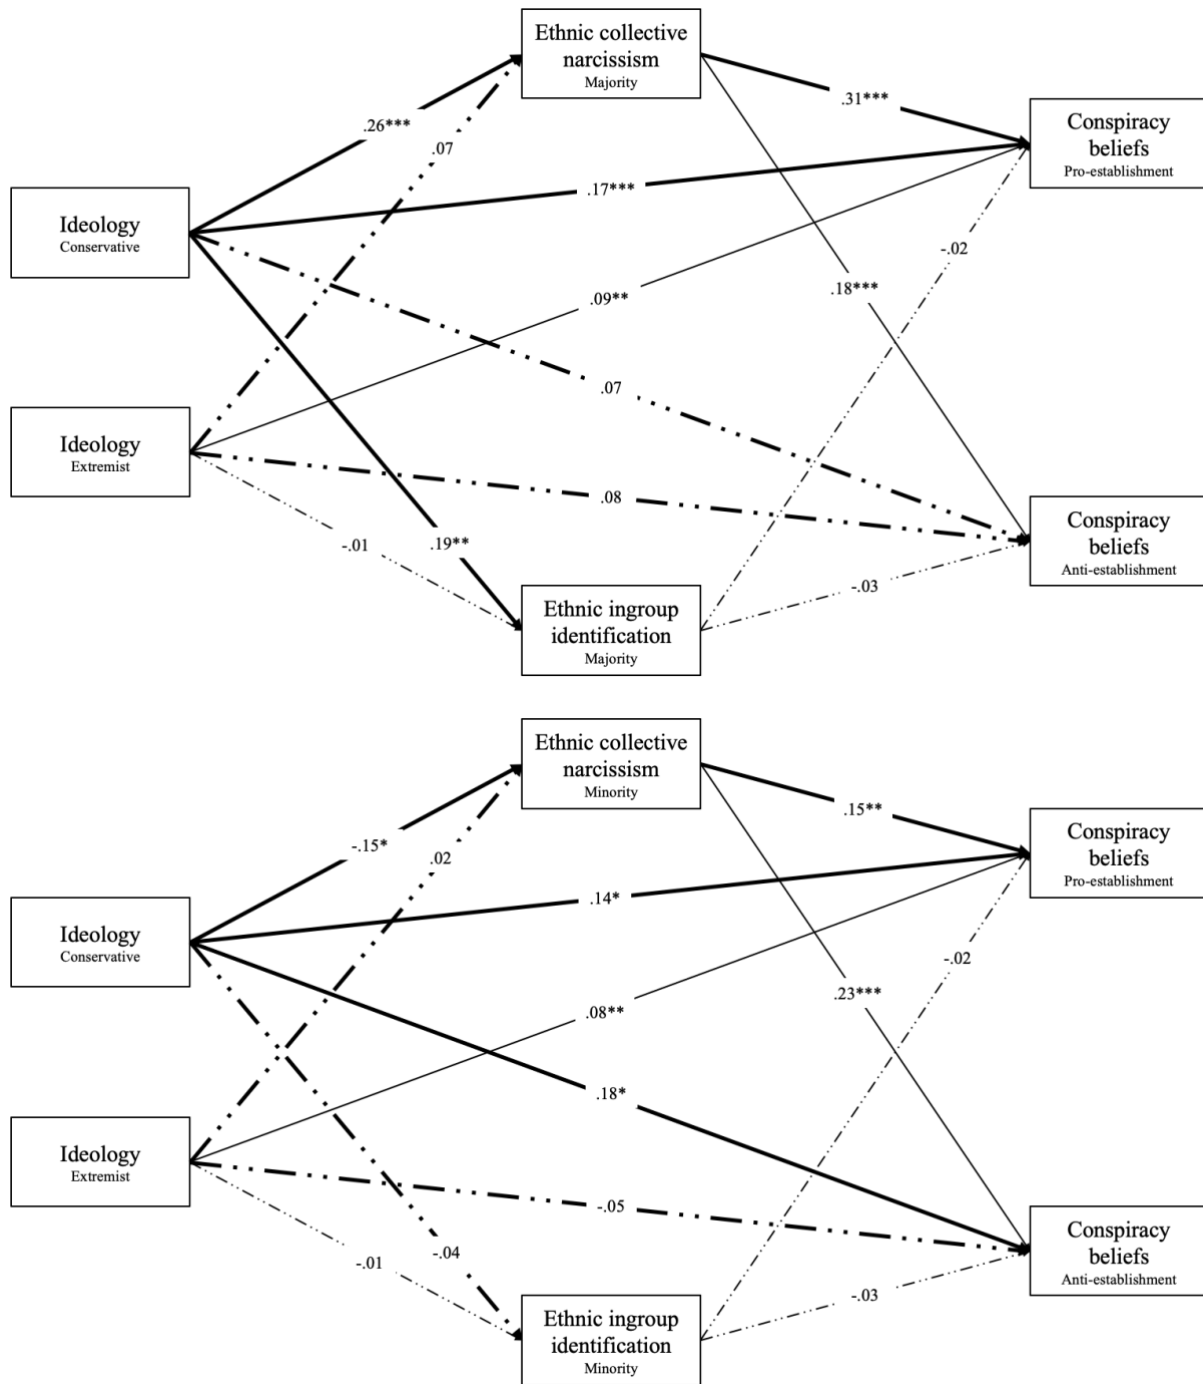 Ethnic collective
narcissism
Majority
.31***
Conspiracy
beliefs
Pro-establishment
.26***
.07
.17***
Ideology
Conservative
-.02
.18***
.09**
.07
Ideology
Extremist
.08
Conspiracy
beliefs
Anti-establishment
-.01
.19**
-.03
Ethnic ingroup
identification
Majority
Ethnic collective
narcissism
Minority
.15**
Conspiracy
beliefs
Pro-establishment
-.15*
.02
.14*
Ideology
Conservative
-.02
.23***
.08**
.18*
Ideology
Extremist
-.05
Conspiracy
beliefs
Anti-establishment
-.01
-.04
-.03
Ethnic ingroup
identification
Minority